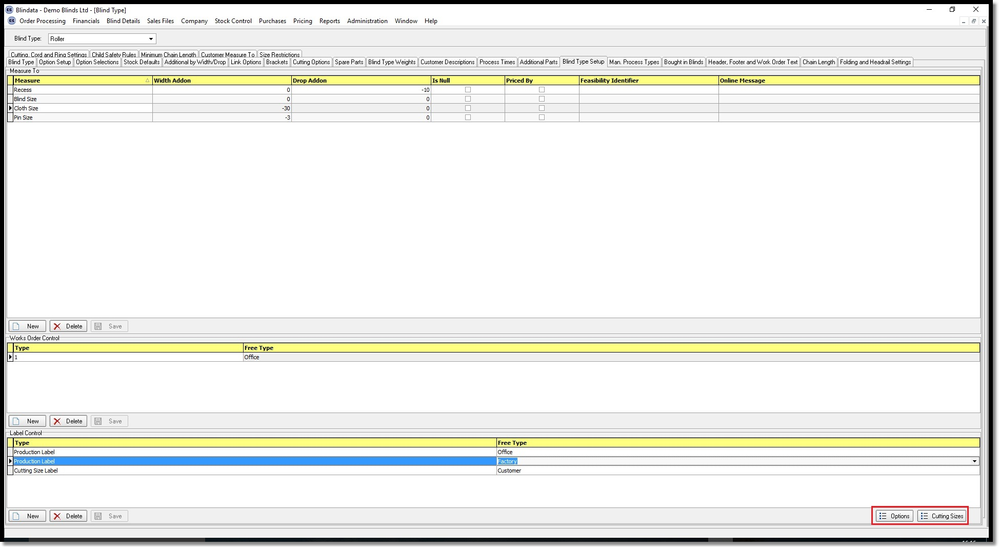 Blindata - Demo Blinds Ltd - [Blind Type]
Order Processing Financials Blind Details Sales Files Company Stock Control Purchases Pricing Reports Administration Window Help
Blind Type: Roller
Cutting, Cord and Ring Settings Child Safety Rules Minimum Chain Length Customer Measure To Size Restrictions
Blind Type Option Setup Option Selections Stock Defaults Additional by Width/Drop Link Options Brackets Cutting Options Spare Parts Blind Type Weights Customer Descriptions Process Times Additional Parts Blind Type Setup Man. Process Types Bought in Blinds Header, Footer and Work Order Text Chain Length Folding and Headrail Settings
Measure To
Measure Width Addon Drop Addon Is Null Priced By Feasibility Identifier Online Message
Recess 0 -10
Blind Size 0 0
Cloth Size -30 0
Pin Size -3 0
New Delete Save
Works Order Control
Type Free Type
1 Office
New Delete Save
Label Control
Type Free Type
Production Label Office
Production Label Factory
Cutting Size Label Customer
New Delete Save Options Cutting Sizes